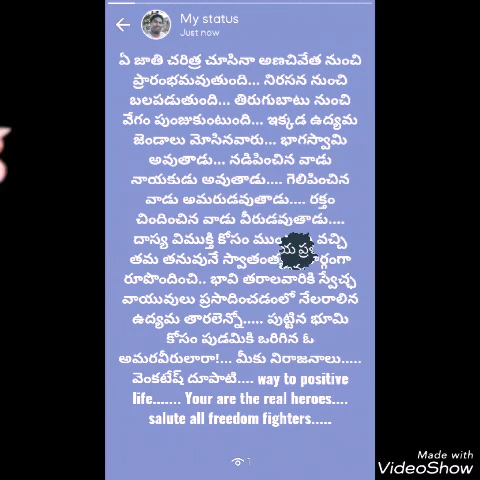 My status
Just now
ఏ జాతి చరిత్ర చూసినా అణచివేత నుంచి
ప్రారంభమవుతుంది... నిరసన నుంచి
బలపడుతుంది... తిరుగుబాటు నుంచి
వేగం పుంజుకుంటుంది... ఇక్కడ ఉద్యమ
జెండాలు మోసినవారు... భాగస్వామి
అవుతాడు... నడిపించిన వాడు
నాయకుడు అవుతాడు.... గెలిపించిన
వాడు అమరుడవుతాడు.... రక్తం
చిందించిన వాడు వీరుడవుతాడు....
దాస్య విముక్తి కోసం వచ్చి
తమ తనువునే
రూపొందించి.. భావి తరాలవారికి స్వేచ్ఛ
వాయువులు ప్రసాదించడంలో నేలరాలిన
ఉద్యమ తారలెన్నో..... పుట్టిన భూమి
కోసం పుడమికి ఒరిగిన ఓ
అమరవీరులారా!... మీకు నిరాజనాలు.....
వెంకటేష్ దూపాటి.... way to positive
life....... Your are the real heroes....
salute all freedom fighters.....
1
Made with
VideoShow